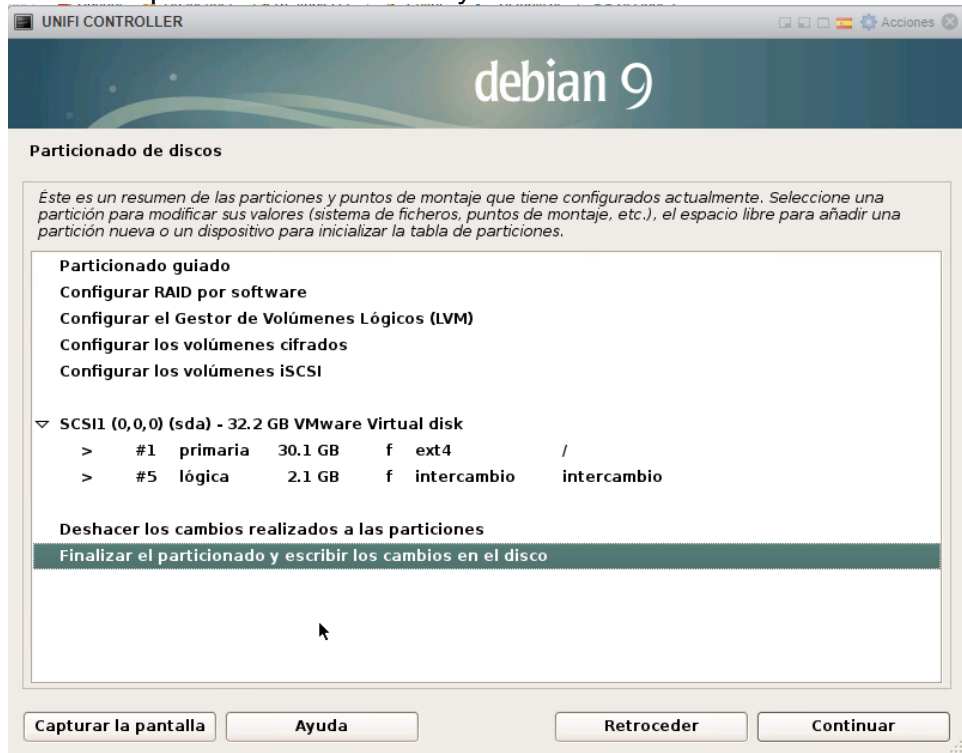 UNIFI CONTROLLER
Acciones
debian 9
Particionado de discos
Éste es un resumen de las particiones y puntos de montaje que tiene configurados actualmente. Seleccione una
partición para modificar sus valores (sistema de ficheros, puntos de montaje, etc.), el espacio libre para añadir una
partición nueva o un dispositivo para inicializar la tabla de particiones.
Particionado guiado
Configurar RAID por software
Configurar el Gestor de Volúmenes Lógicos (LVM)
Configurar los volúmenes cifrados
Configurar los volúmenes iSCSI
SCSI1 (0,0,0) (sda) - 32.2 GB VMware Virtual disk
> #1 primaria 30.1 GB f ext4 /
> #5 lógica 2.1 GB f intercambio intercambio
Deshacer los cambios realizados a las particiones
Finalizar el particionado y escribir los cambios en el disco
Capturar la pantalla Ayuda Retroceder Continuar